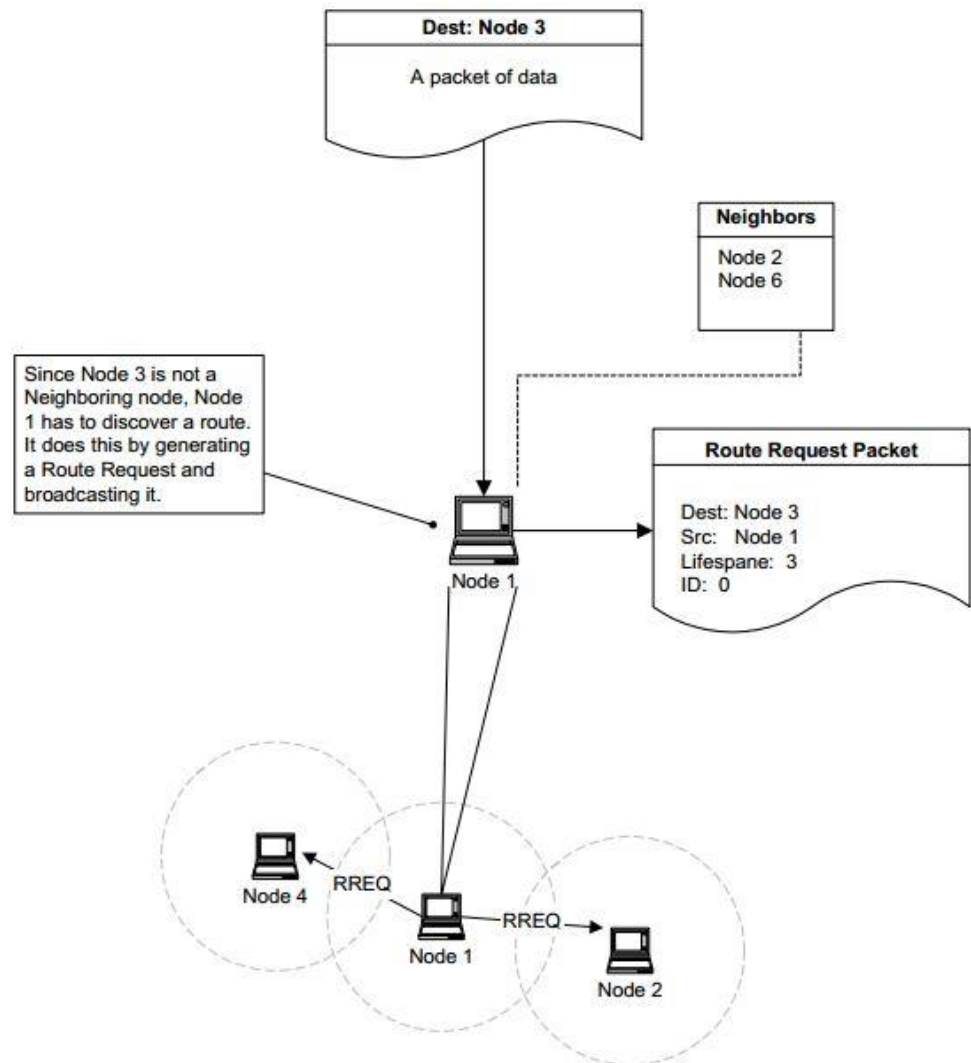 Dest: Node 3
A packet of data
Neighbors
Node 2
Node 6
Since Node 3 is not a
Neighboring node, Node
1 has to discover a route.
It does this by generating
a Route Request and
broadcasting it.
Route Request Packet
Dest: Node 3
Src: Node 1
Lifespane: 3
ID: 0
Node 1
Node 4
RREQ
Node 1
RREQ
Node 2